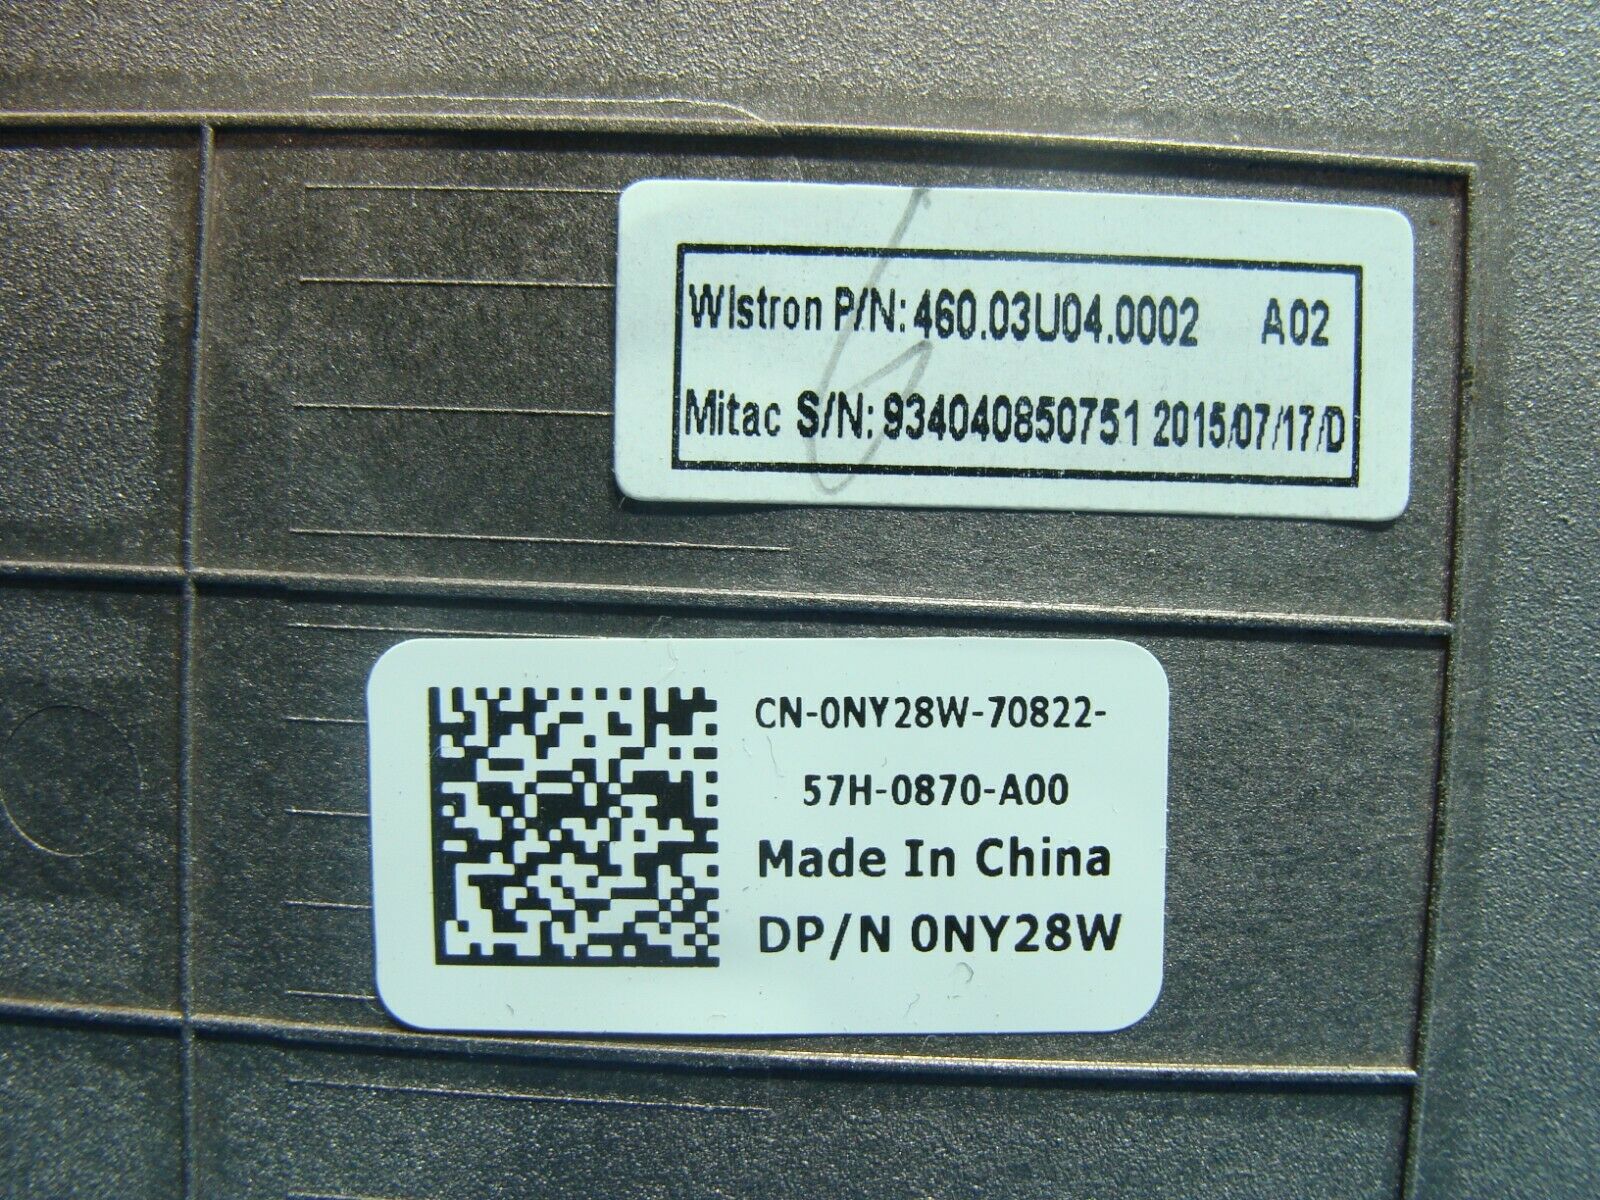 Wistron P/N: 460.03U04.0002 A02
Mitac S/N: 934040850751 2015/07/17/D
CN-0NY28W-70822-
57H-0870-A00
Made In China
DP/N 0NY28W